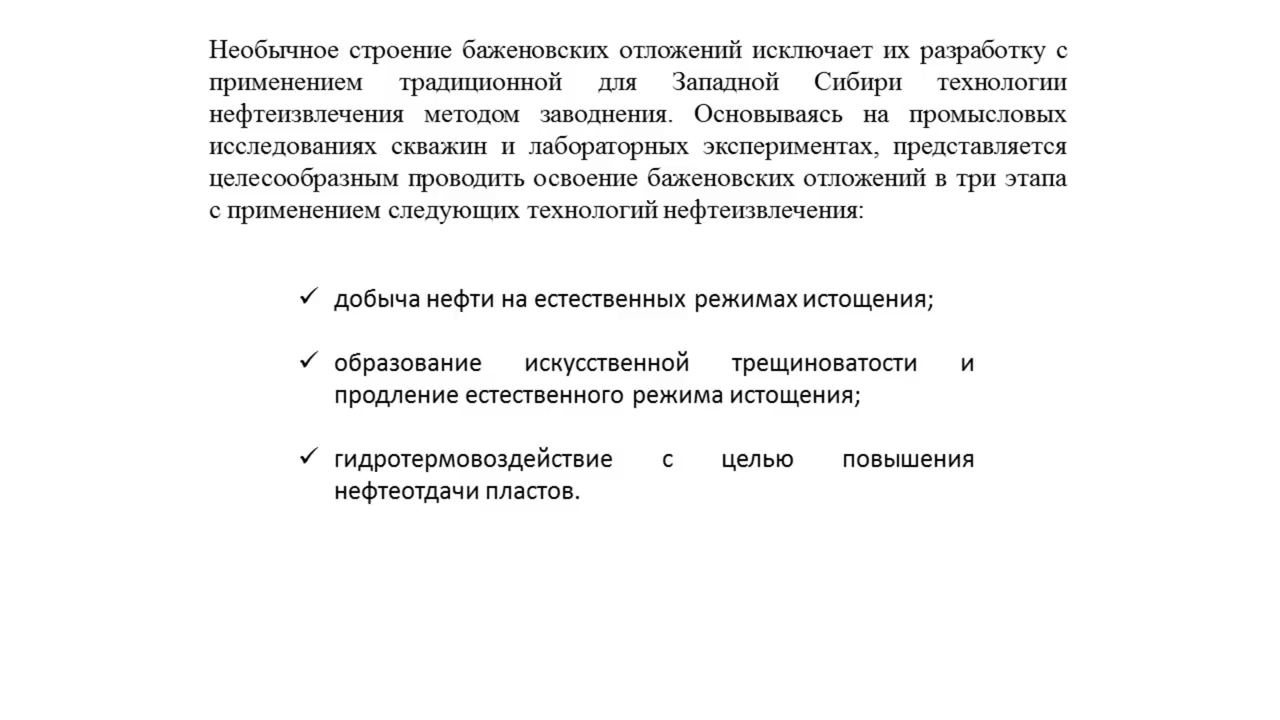 Необычное строение баженовских отложений исключает их разработку с
применением традиционной для Западной Сибири технологии
нефтеизвлечения методом заводнения. Основываясь на промысловых
исследованиях скважин и лабораторных экспериментах, представляется
целесообразным проводить освоение баженовских отложений в три этапа
с применением следующих технологий нефтеизвлечения:
✓ добыча нефти на естественных режимах истощения;
✓ образование искусственной трещиноватости и
продление естественного режима истощения;
✓ гидротермовоздействие с целью повышения
нефтеотдачи пластов.